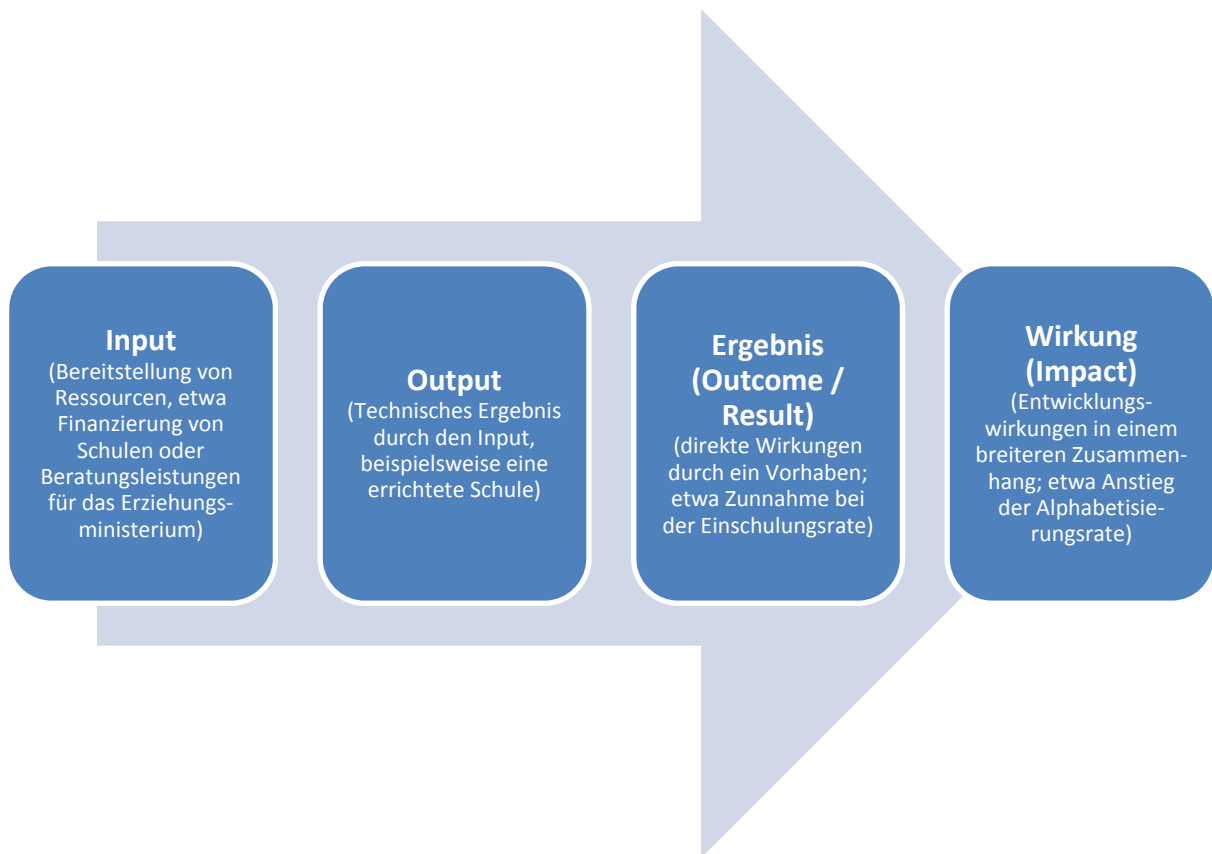 Input
(Bereitstellung von
Ressourcen, etwa
Finanzierung von
Schulen oder
Beratungsleistungen
für das Erziehungs-
ministerium)
Output
(Technisches Ergebnis
durch den Input,
beispielsweise eine
errichtete Schule)
Ergebnis
(Outcome /
Result)
(direkte Wirkungen
durch ein Vorhaben;
etwa Zunnahme bei
der Einschulungsrate)
Wirkung
(Impact)
(Entwicklungs-
wirkungen in einem
breiteren Zusammen-
hang; etwa Anstieg
der Alphabetisie-
rungsrate)